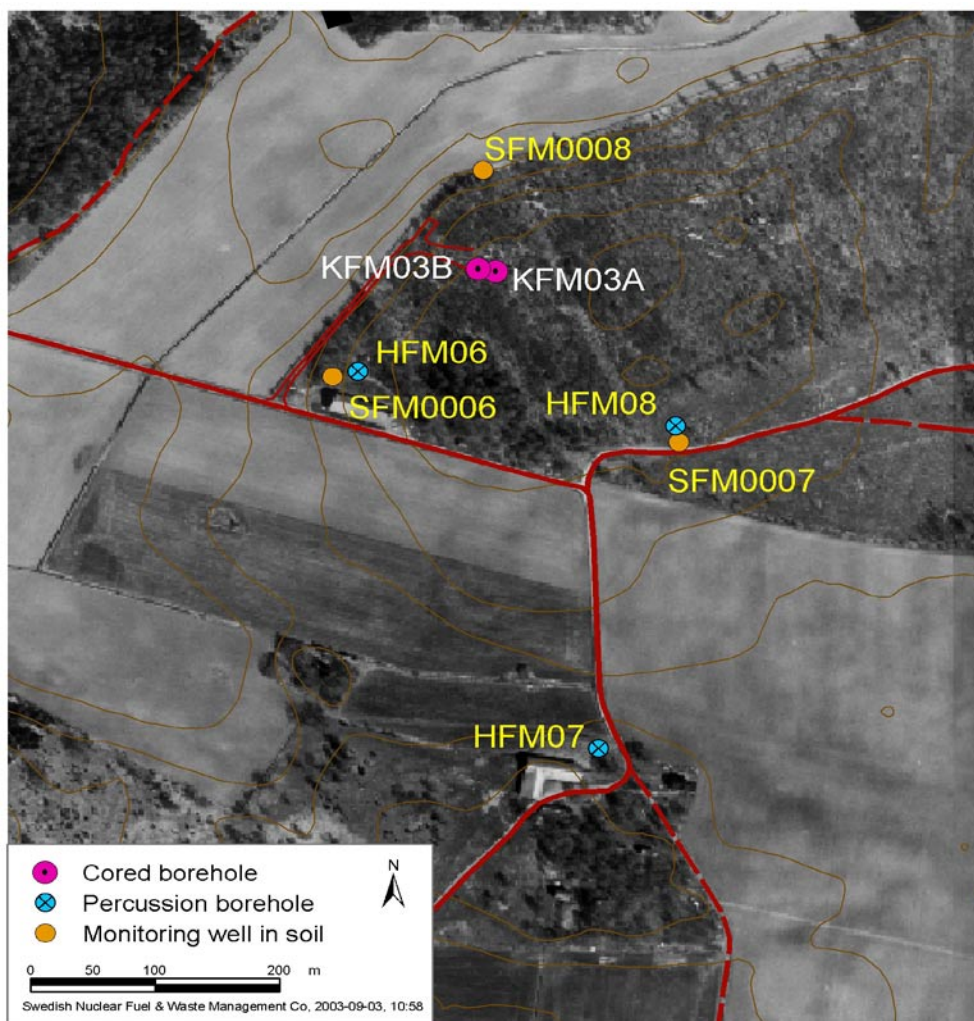 SFM0008
KFM03B
KFM03A
HFM06
SFM0006
HFM08
SFM0007
HFM07
Cored borehole
Percussion borehole
Monitoring well in soil
N
0 50 100 200 m
Swedish Nuclear Fuel & Waste Management Co, 2003-09-03, 10:58